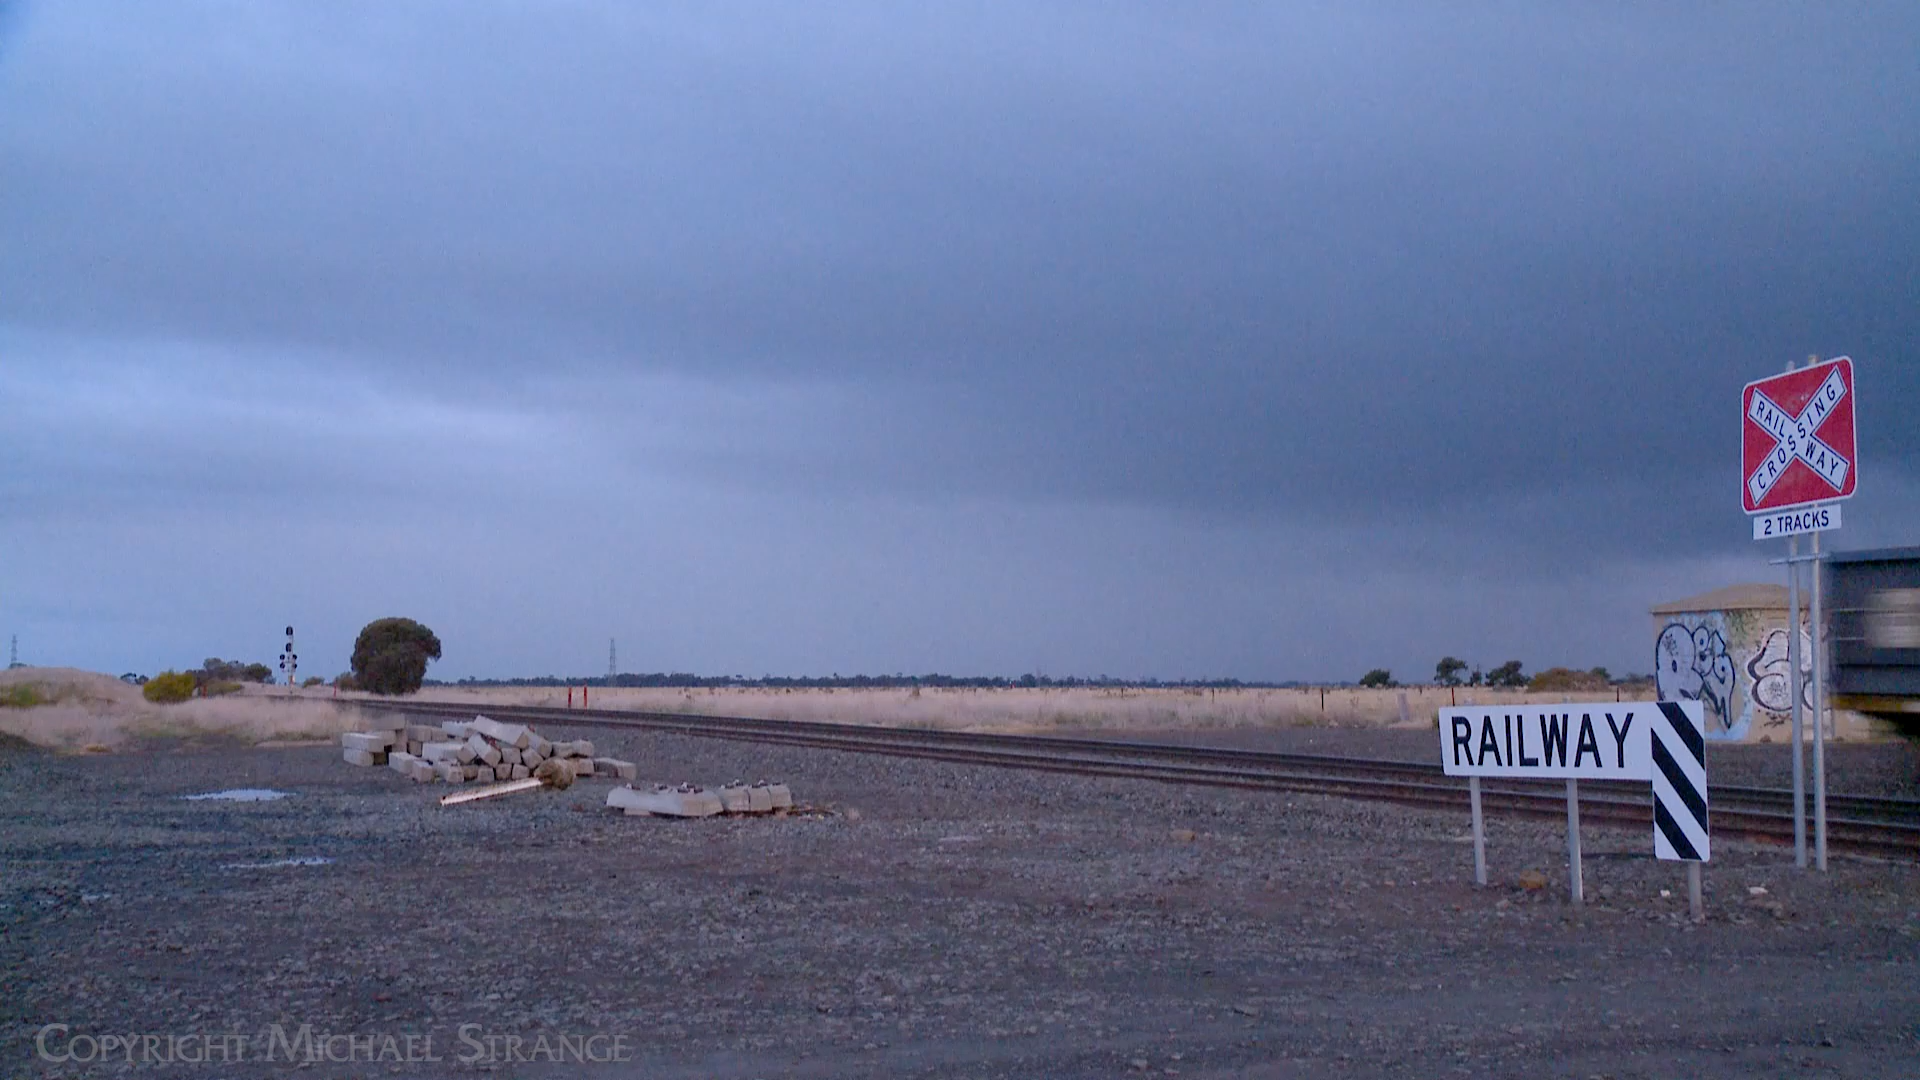 RAILWAY
CROSSING
2 TRACKS
RAILWAY
COPYRIGHT MICHAEL STRANGE